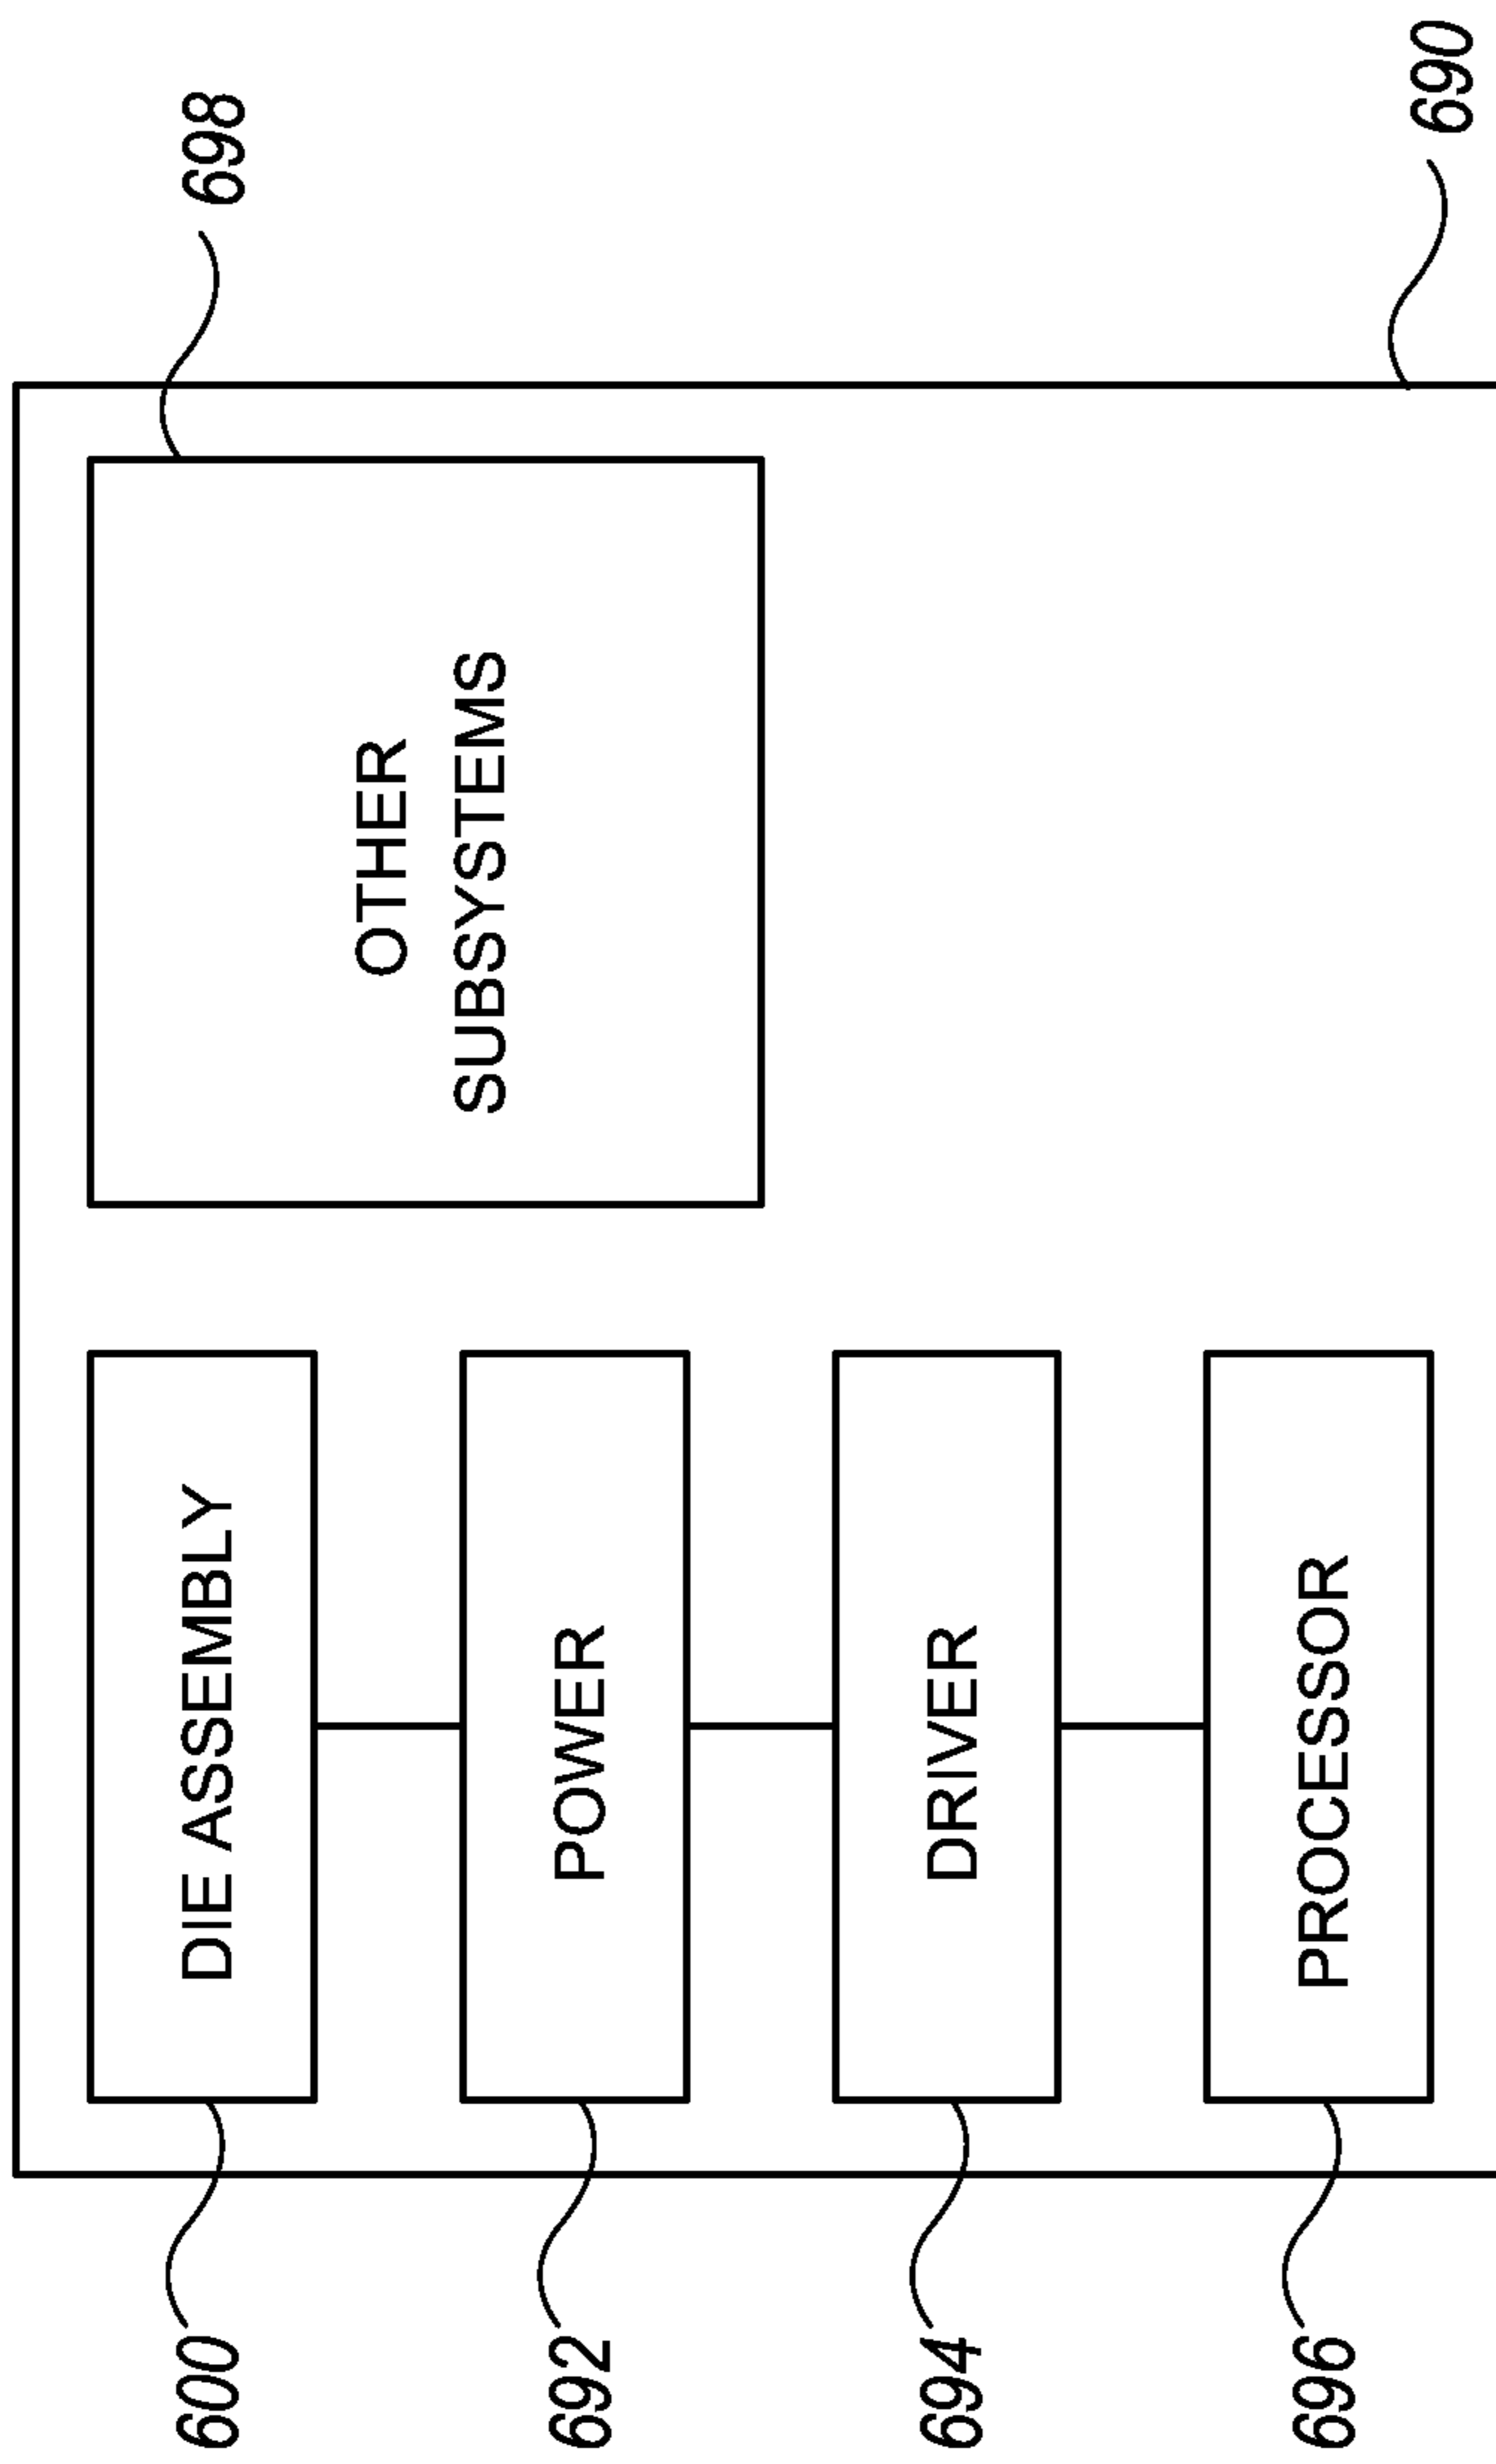 600
DIE ASSEMBLY
692
POWER
694
DRIVER
696
PROCESSOR
OTHER
SUBSYSTEMS
698
690